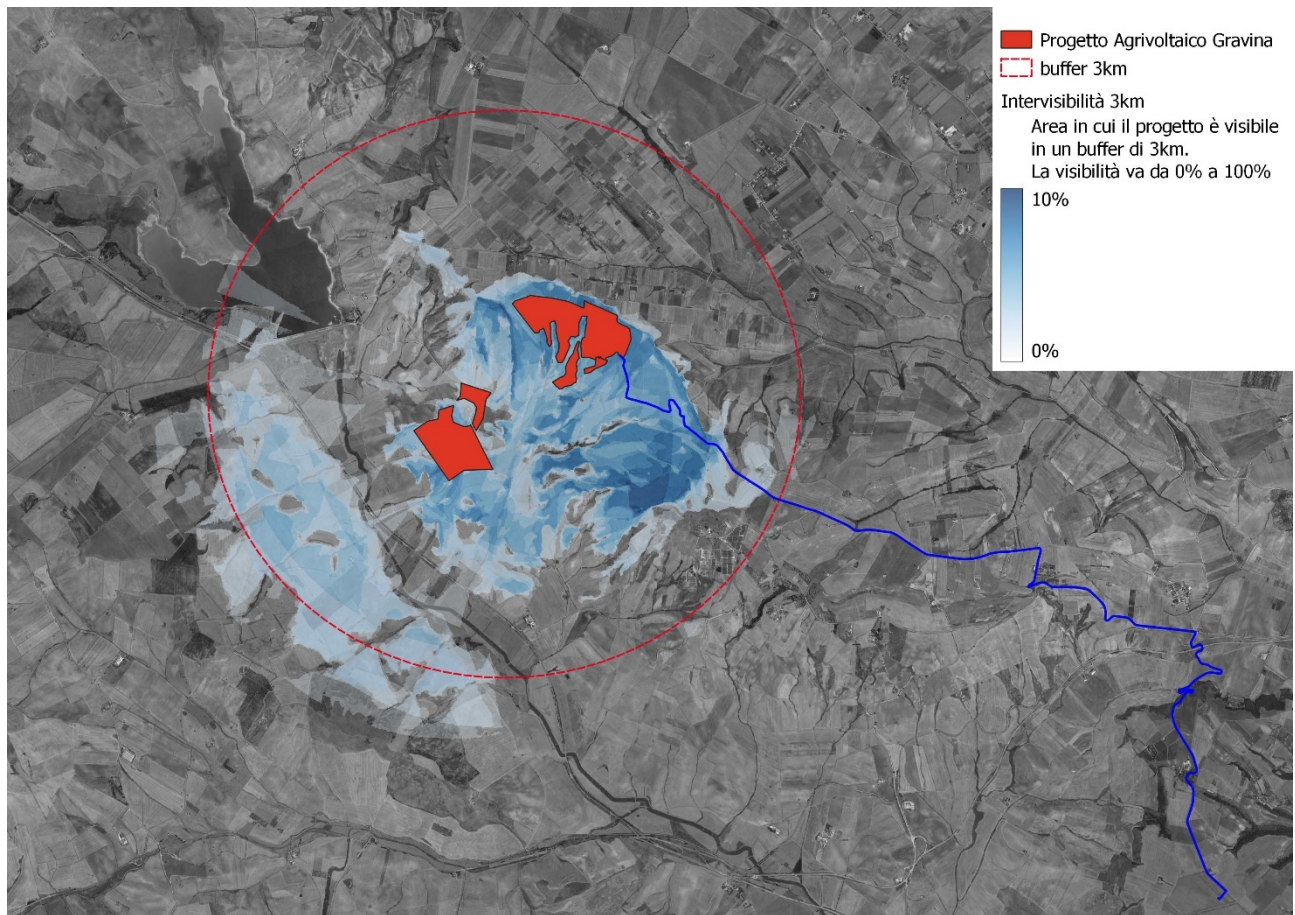 Progetto Agrivoltaico Gravina
buffer 3km
Intervisibilità 3km
Area in cui il progetto è visibile
in un buffer di 3km.
La visibilità va da 0% a 100%
10%
0%